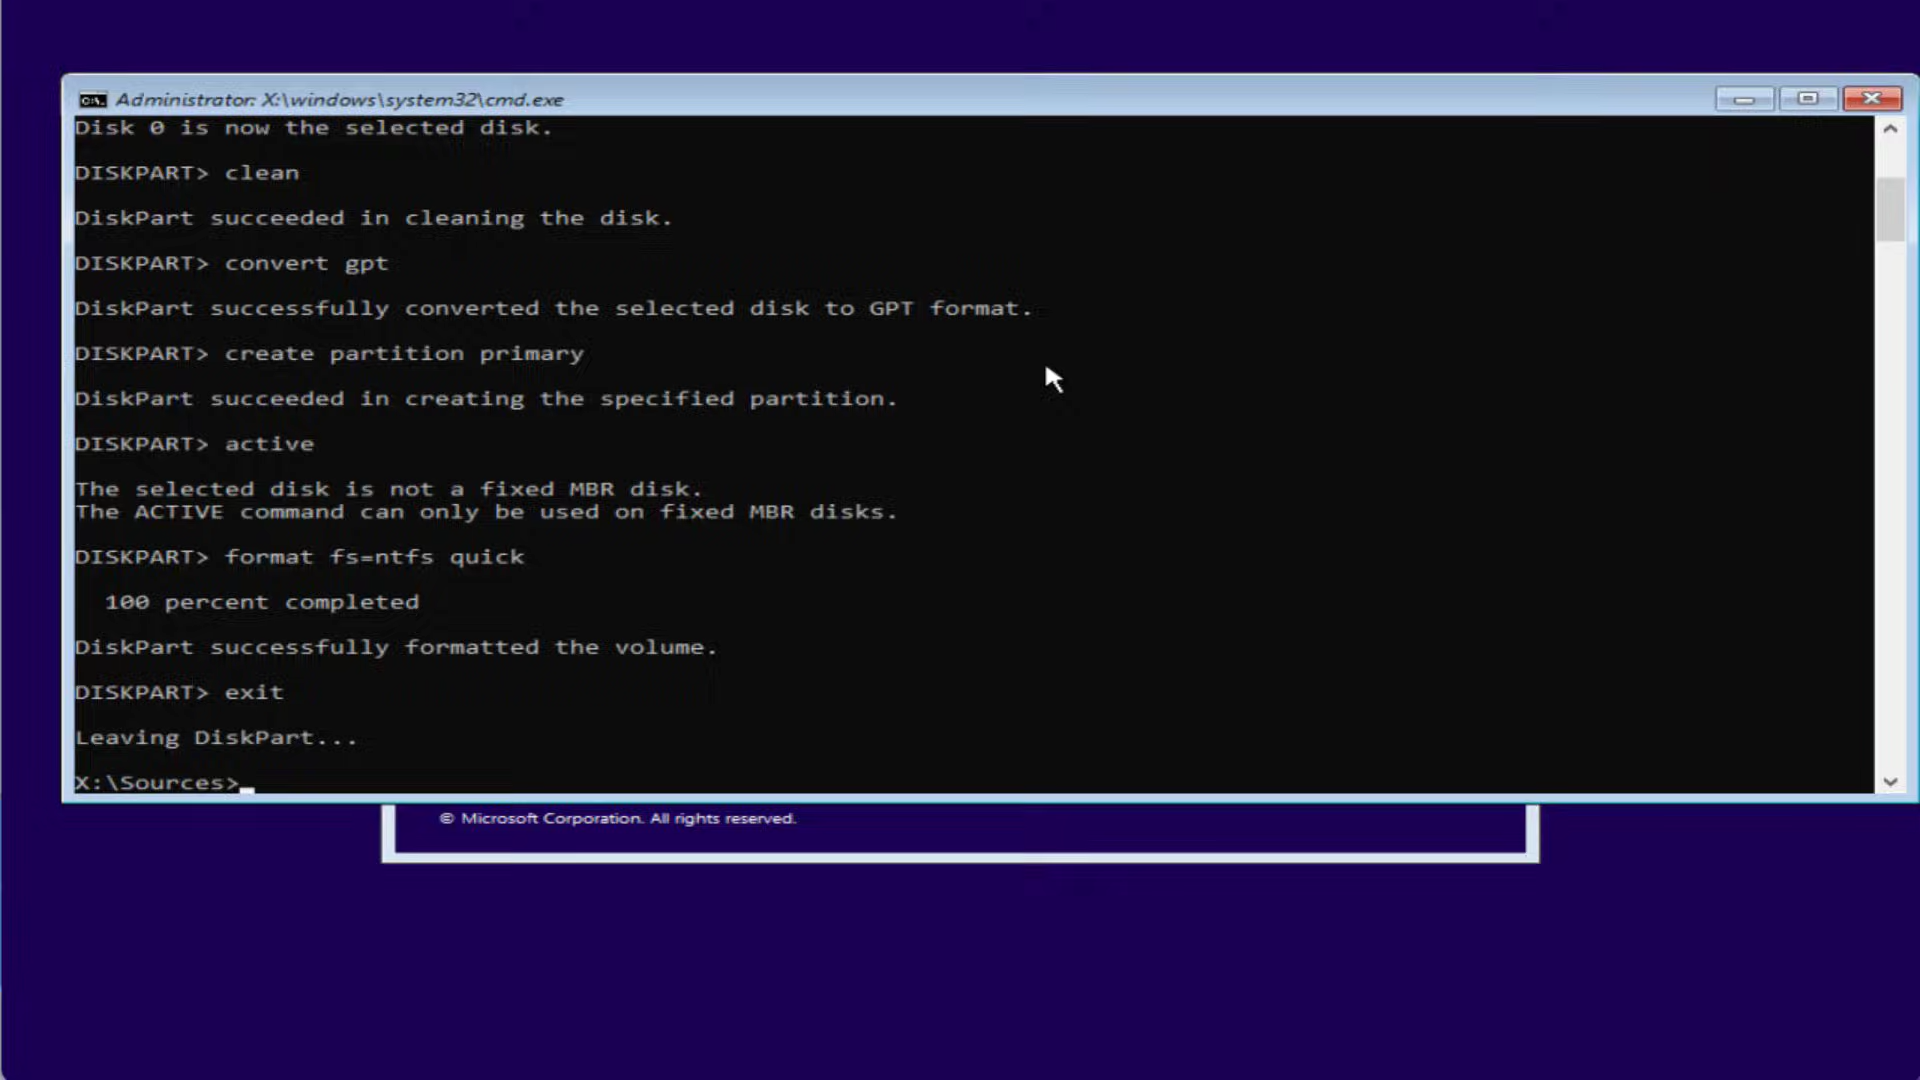 Administrator: X:\windows\system32\cmd.exe
Disk 0 is now the selected disk.
DISKPART> clean
DiskPart succeeded in cleaning the disk.
DISKPART> convert gpt
DiskPart successfully converted the selected disk to GPT format.
DISKPART> create partition primary
DiskPart succeeded in creating the specified partition.
DISKPART> active
The selected disk is not a fixed MBR disk.
The ACTIVE command can only be used on fixed MBR disks.
DISKPART> format fs=ntfs quick
100 percent completed
DiskPart successfully formatted the volume.
DISKPART> exit
Leaving DiskPart...
X:\Sources>
© Microsoft Corporation. All rights reserved.